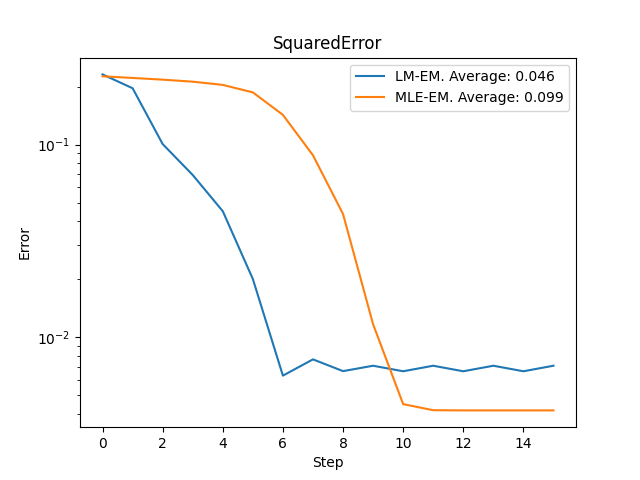 SquaredError
LM-EM. Average: 0.046
MLE-EM. Average: 0.099
10⁻¹
10⁻²
Error
0 2 4 6 8 10 12 14
Step